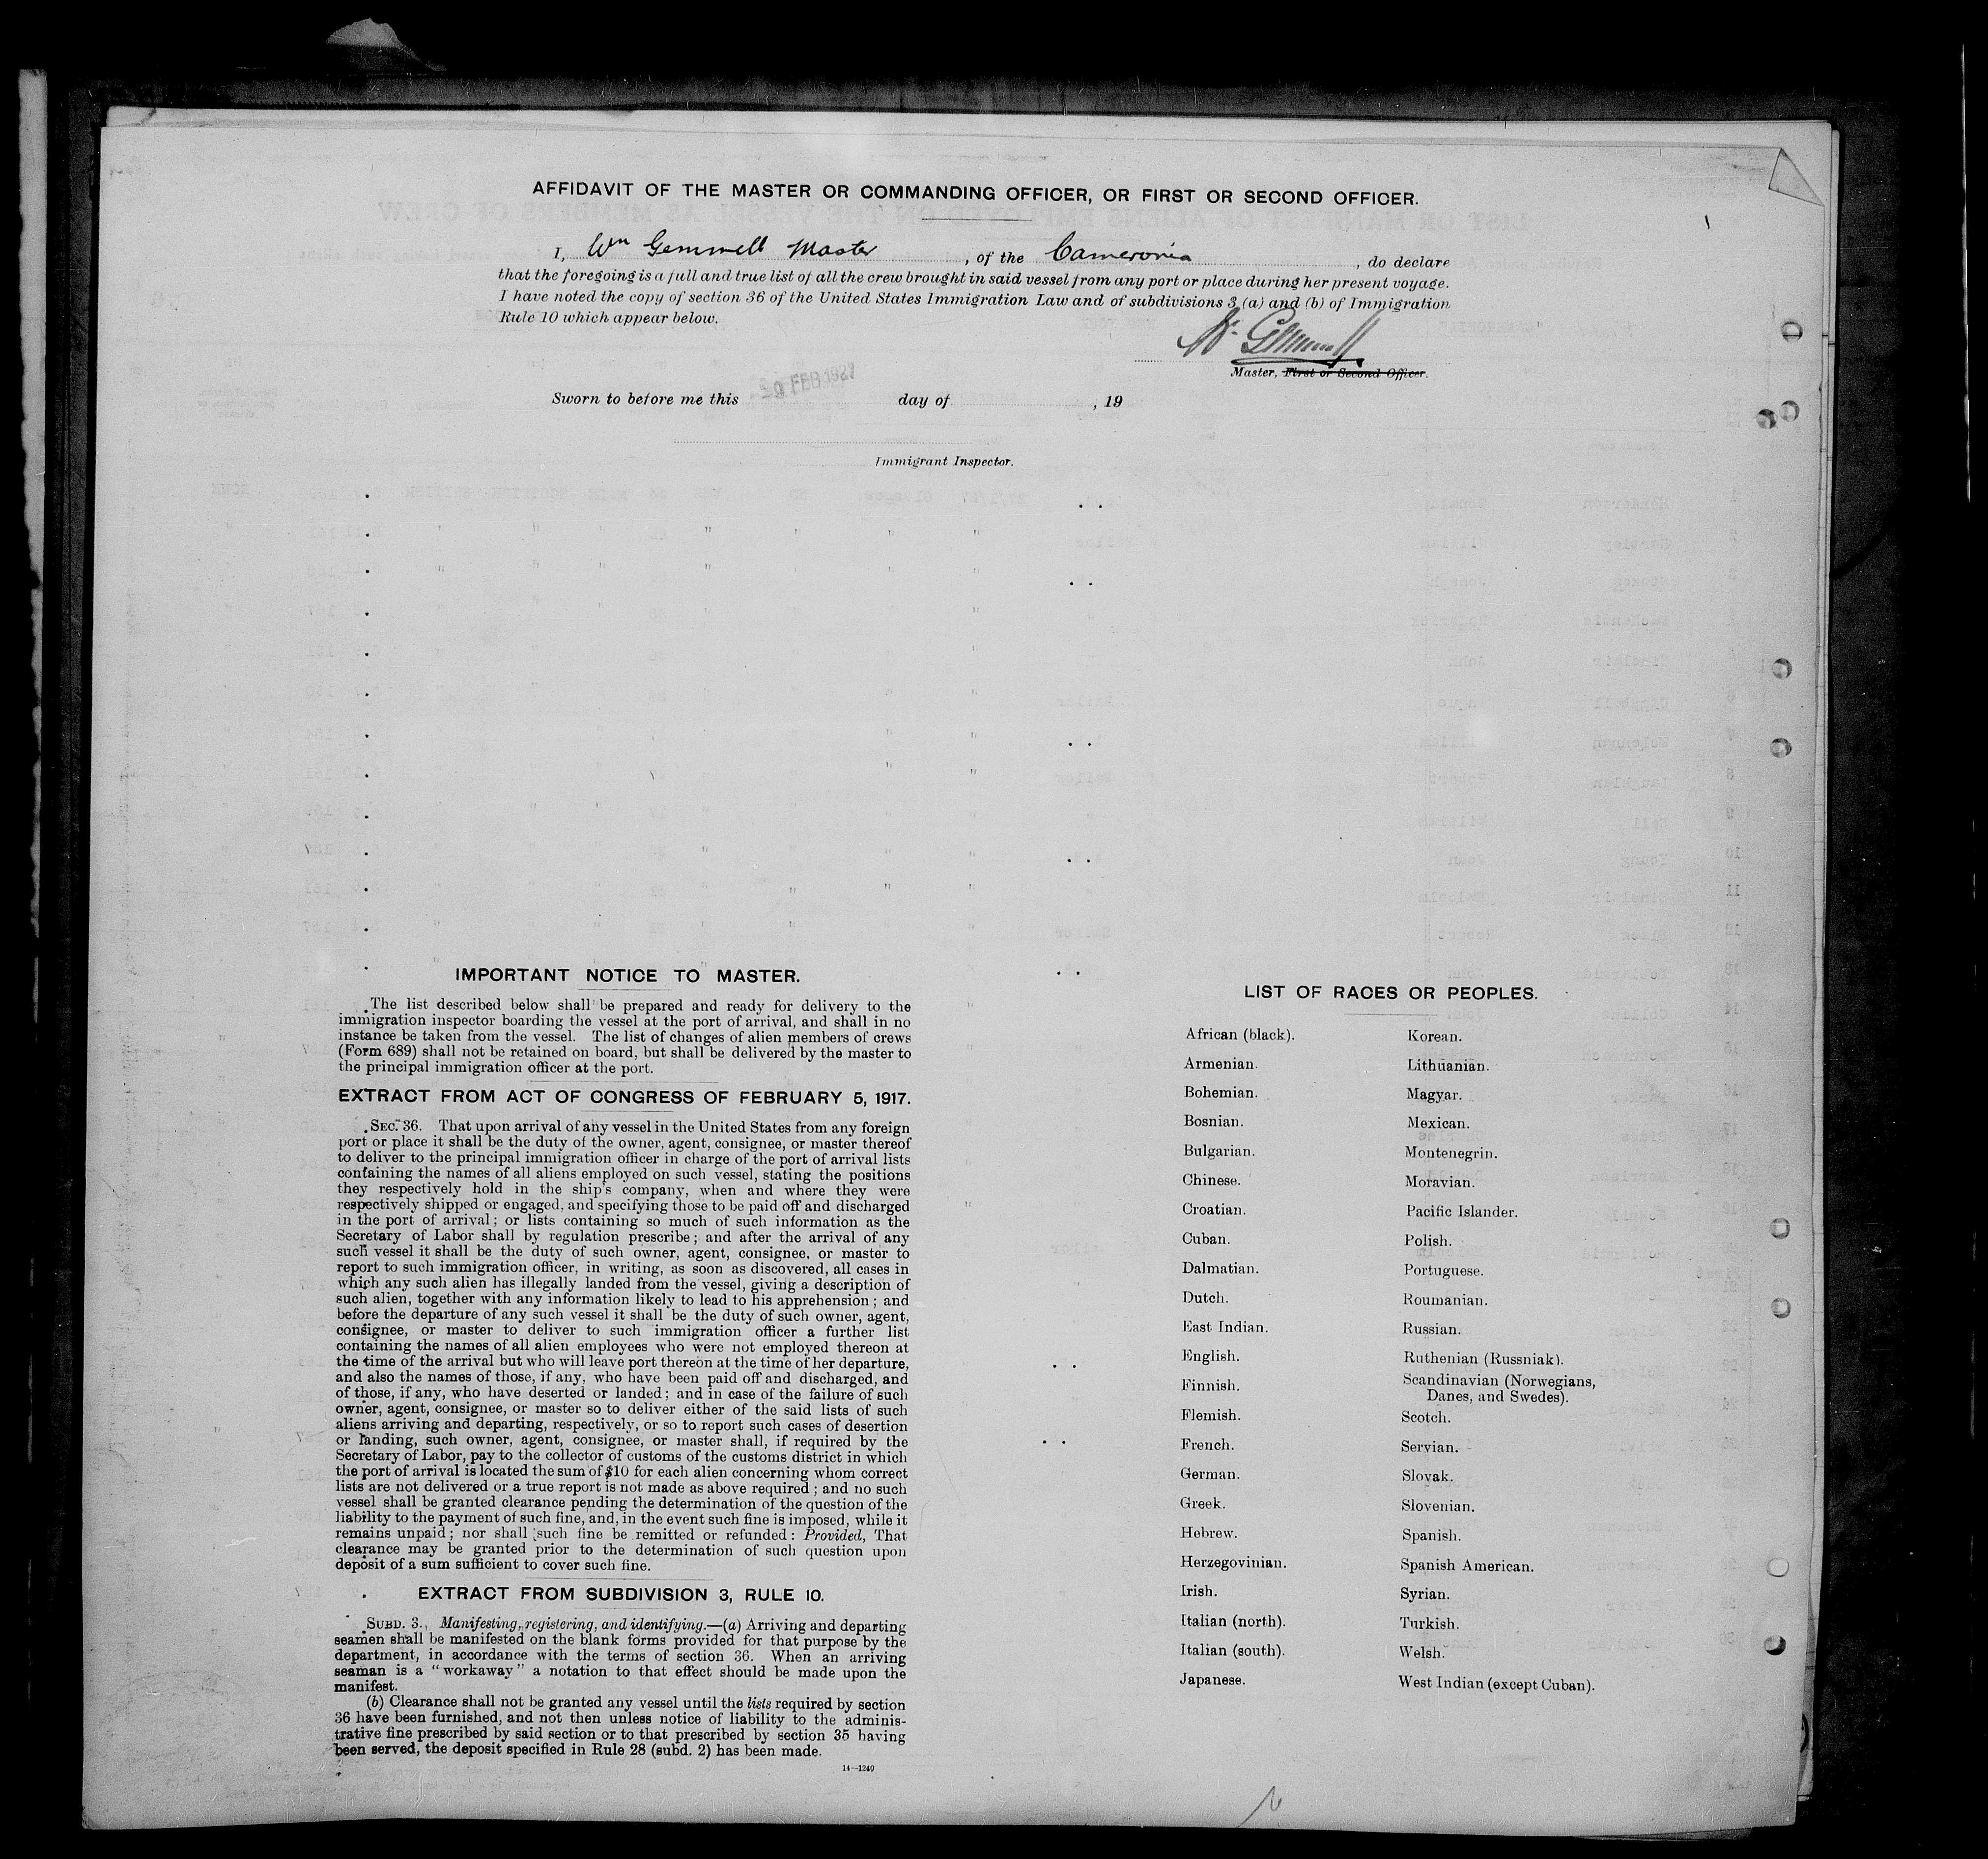 AFFIDAVIT OF THE MASTER OR COMMANDING OFFICER, OR FIRST OR SECOND OFFICER.
I, Wm Gemmell Master, of the Cameronia, do declare
that the foregoing is a full and true list of all the crew brought in said vessel from any port or place during her present voyage.
I have noted the copy of section 36 of the United States Immigration Law and of subdivisions 3 (a) and (b) of Immigration
Rule 10 which appear below.
W. Gemmell
Master, First or Second Officer.
FEB 1927
Sworn to before me this day of , 19
Immigrant Inspector.
IMPORTANT NOTICE TO MASTER.
The list described below shall be prepared and ready for delivery to the
immigration inspector boarding the vessel at the port of arrival, and shall in no
instance be taken from the vessel. The list of changes of alien members of crews
(Form 689) shall not be retained on board, but shall be delivered by the master to
the principal immigration officer at the port.
EXTRACT FROM ACT OF CONGRESS OF FEBRUARY 5, 1917.
SEC. 36. That upon arrival of any vessel in the United States from any foreign
port or place it shall be the duty of the owner, agent, consignee, or master thereof
to deliver to the principal immigration officer in charge of the port of arrival lists
containing the names of all aliens employed on such vessel, stating the positions
they respectively hold in the ship's company, when and where they were
respectively shipped or engaged, and specifying those to be paid off and discharged
in the port of arrival; or lists containing so much of such information as the
Secretary of Labor shall by regulation prescribe; and after the arrival of any
such vessel it shall be the duty of such owner, agent, consignee, or master to
report to such immigration officer, in writing, as soon as discovered, all cases in
which any such alien has illegally landed from the vessel, giving a description of
such alien, together with any information likely to lead to his apprehension; and
before the departure of any such vessel it shall be the duty of such owner, agent,
consignee, or master to deliver to such immigration officer a further list
containing the names of all alien employees who were not employed thereon at
the time of the arrival but who will leave port thereon at the time of her departure,
and also the names of those, if any, who have been paid off and discharged, and
of those, if any, who have deserted or landed; and in case of the failure of such
owner, agent, consignee, or master so to deliver either of the said lists of such
aliens arriving and departing, respectively, or so to report such cases of desertion
or landing, such owner, agent, consignee, or master shall, if required by the
Secretary of Labor, pay to the collector of customs of the customs district in which
the port of arrival is located the sum of $10 for each alien concerning whom correct
lists are not delivered or a true report is not made as above required; and no such
vessel shall be granted clearance pending the determination of the question of the
liability to the payment of such fine, and, in the event such fine is imposed, while it
remains unpaid; nor shall such fine be remitted or refunded: Provided, That
clearance may be granted prior to the determination of such question upon
deposit of a sum sufficient to cover such fine.
EXTRACT FROM SUBDIVISION 3, RULE 10.
SUBD. 3., Manifesting, registering, and identifying.—(a) Arriving and departing
seamen shall be manifested on the blank forms provided for that purpose by the
department, in accordance with the terms of section 36. When an arriving
seaman is a "workaway" a notation to that effect should be made upon the
manifest.
(b) Clearance shall not be granted any vessel until the lists required by section
36 have been furnished, and not then unless notice of liability to the adminis-
trative fine prescribed by said section or to that prescribed by section 35 having
been served, the deposit specified in Rule 28 (subd. 2) has been made.
14—1240
LIST OF RACES OR PEOPLES.
African (black).
Armenian.
Bohemian.
Bosnian.
Bulgarian.
Chinese.
Croatian.
Cuban.
Dalmatian.
Dutch.
East Indian.
English.
Finnish.
Flemish.
French.
German.
Greek.
Hebrew.
Herzegovinian.
Irish.
Italian (north).
Italian (south).
Japanese.
Korean.
Lithuanian.
Magyar.
Mexican.
Montenegrin.
Moravian.
Pacific Islander.
Polish.
Portuguese.
Roumanian.
Russian.
Ruthenian (Russniak).
Scandinavian (Norwegians,
Danes, and Swedes).
Scotch.
Servian.
Slovak.
Slovenian.
Spanish.
Spanish American.
Syrian.
Turkish.
Welsh.
West Indian (except Cuban).